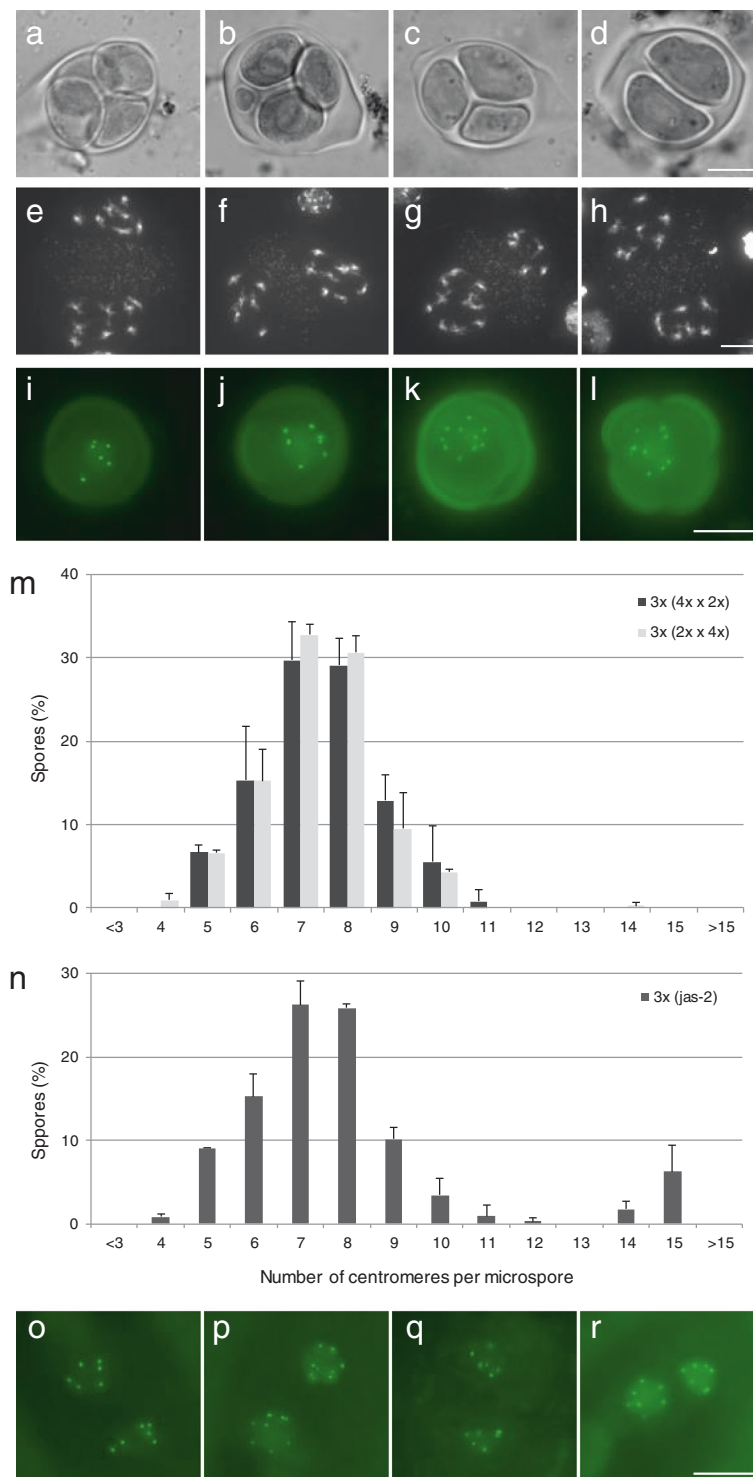 a b c d
e f g h
i j k l
m
40
30
20
10
0
Spores (%)
3x (4x x 2x)
3x (2x x 4x)
<3 4 5 6 7 8 9 10 11 12 13 14 15 >15
n
30
20
10
0
Sppores (%)
3x (jas-2)
<3 4 5 6 7 8 9 10 11 12 13 14 15 >15
Number of centromeres per microspore
o p q r